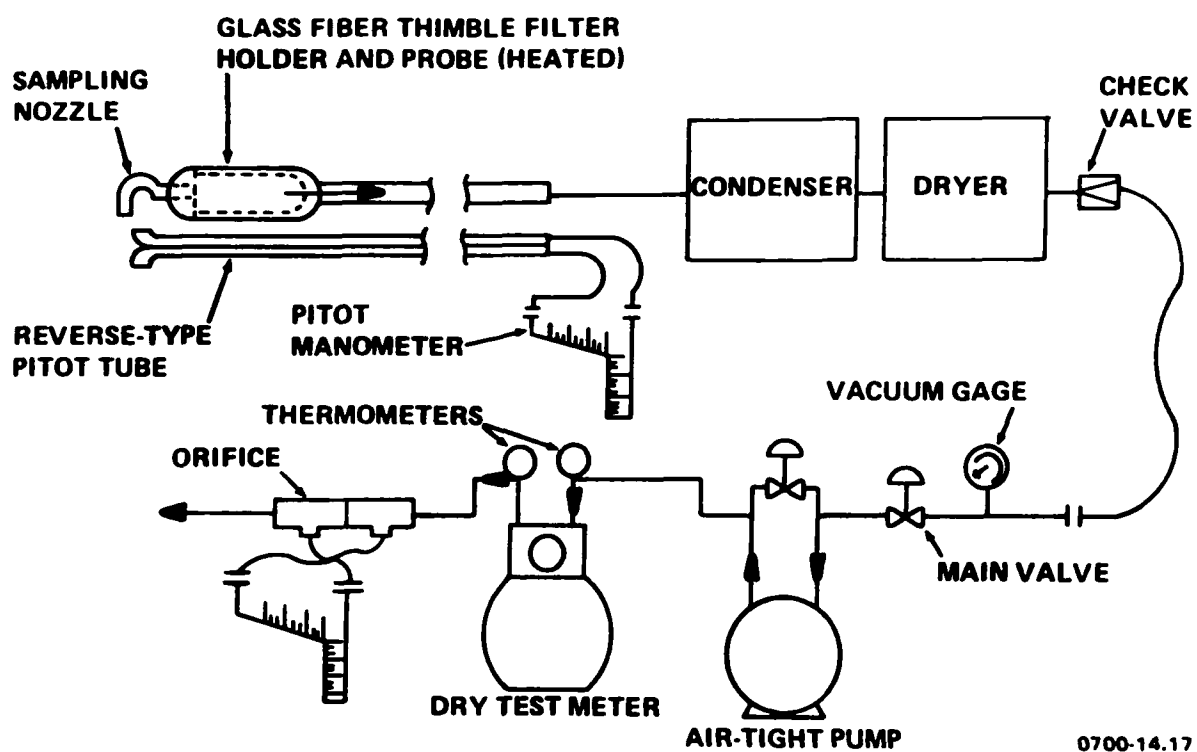 GLASS FIBER THIMBLE FILTER
HOLDER AND PROBE (HEATED)
SAMPLING
NOZZLE
CHECK
VALVE
CONDENSER
DRYER
REVERSE-TYPE
PITOT TUBE
PITOT
MANOMETER
VACUUM GAGE
THERMOMETERS
ORIFICE
MAIN VALVE
DRY TEST METER
AIR-TIGHT PUMP
0700-14.17